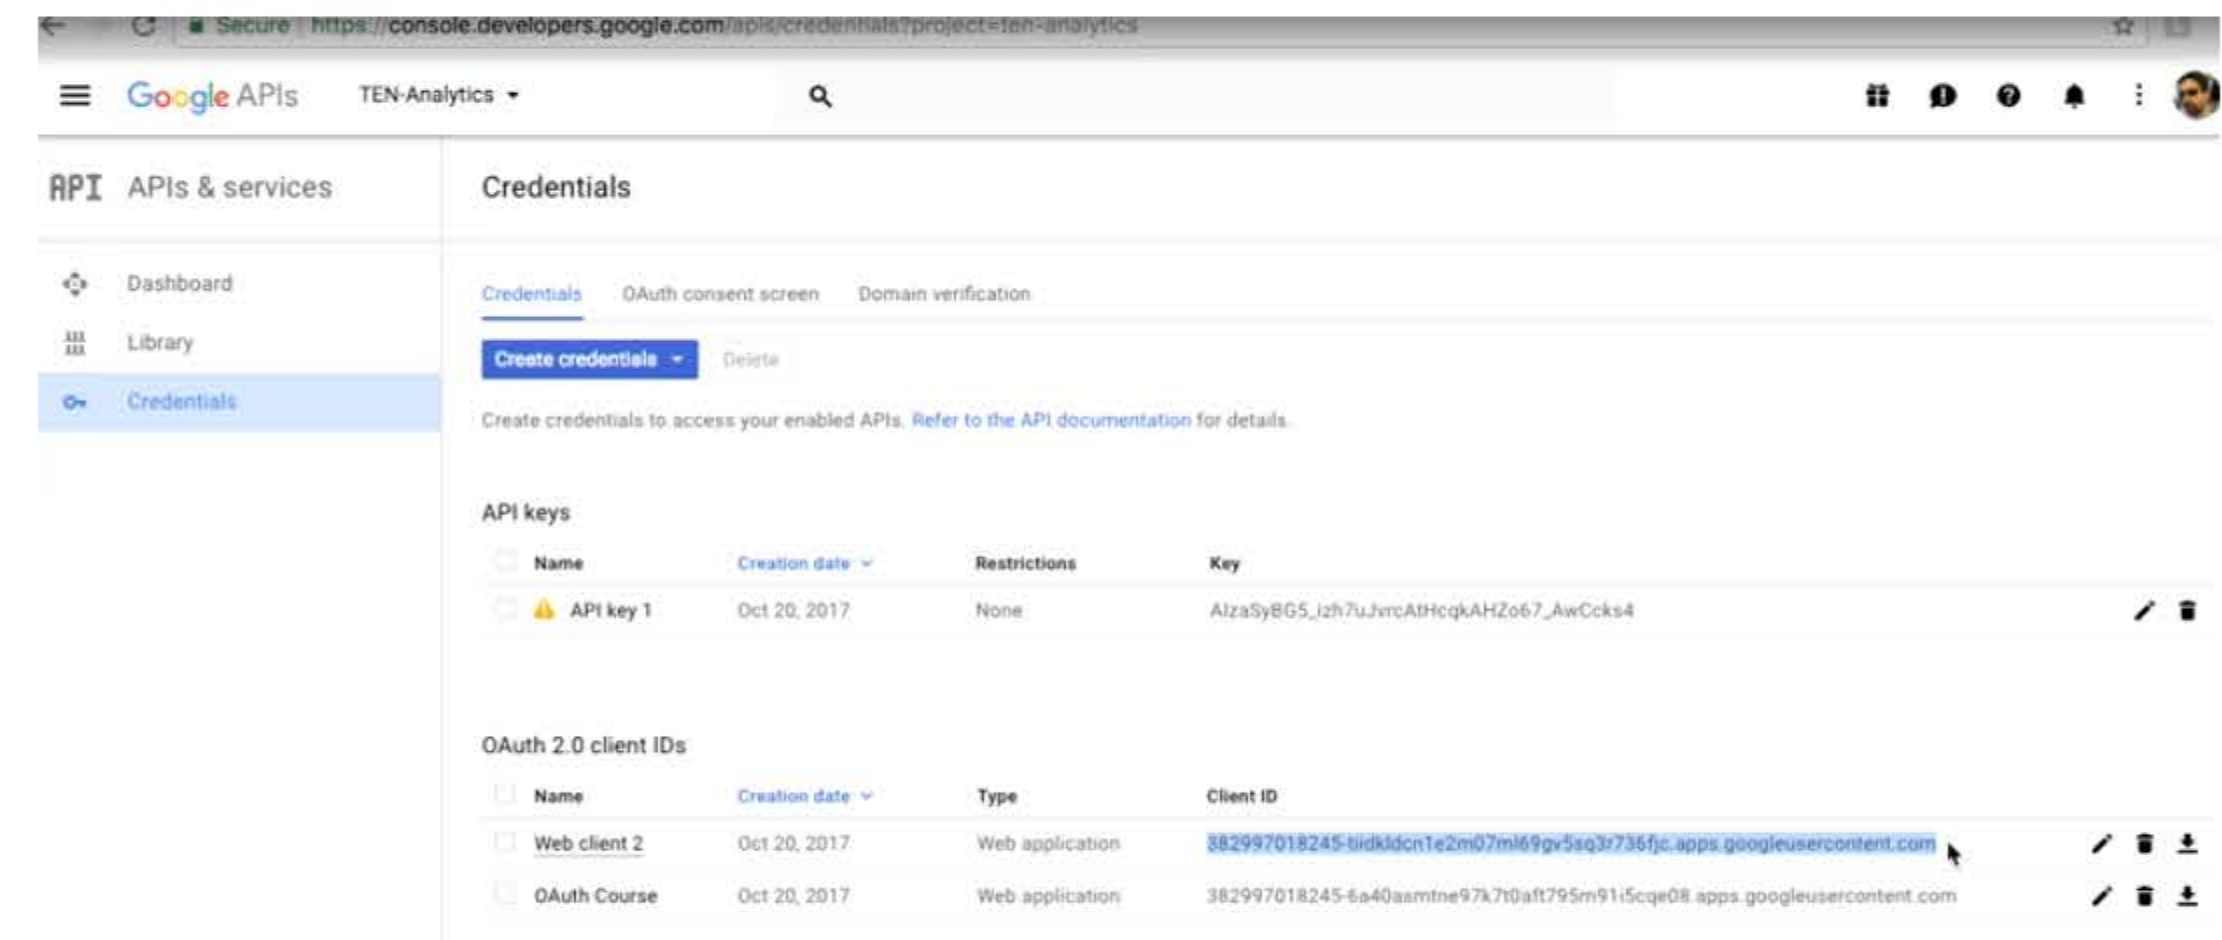 Secure https://console.developers.google.com/apis/credentials?project=ten-analytics
Google APIs TEN-Analytics
API APIs & services Credentials
Dashboard
Library
Credentials
Credentials OAuth consent screen Domain verification
Create credentials Delete
Create credentials to access your enabled APIs. Refer to the API documentation for details.
API keys
Name Creation date Restrictions Key
API key 1 Oct 20, 2017 None
OAuth 2.0 client IDs
Name Creation date Type Client ID
Web client 2 Oct 20, 2017 Web application
OAuth Course Oct 20, 2017 Web application